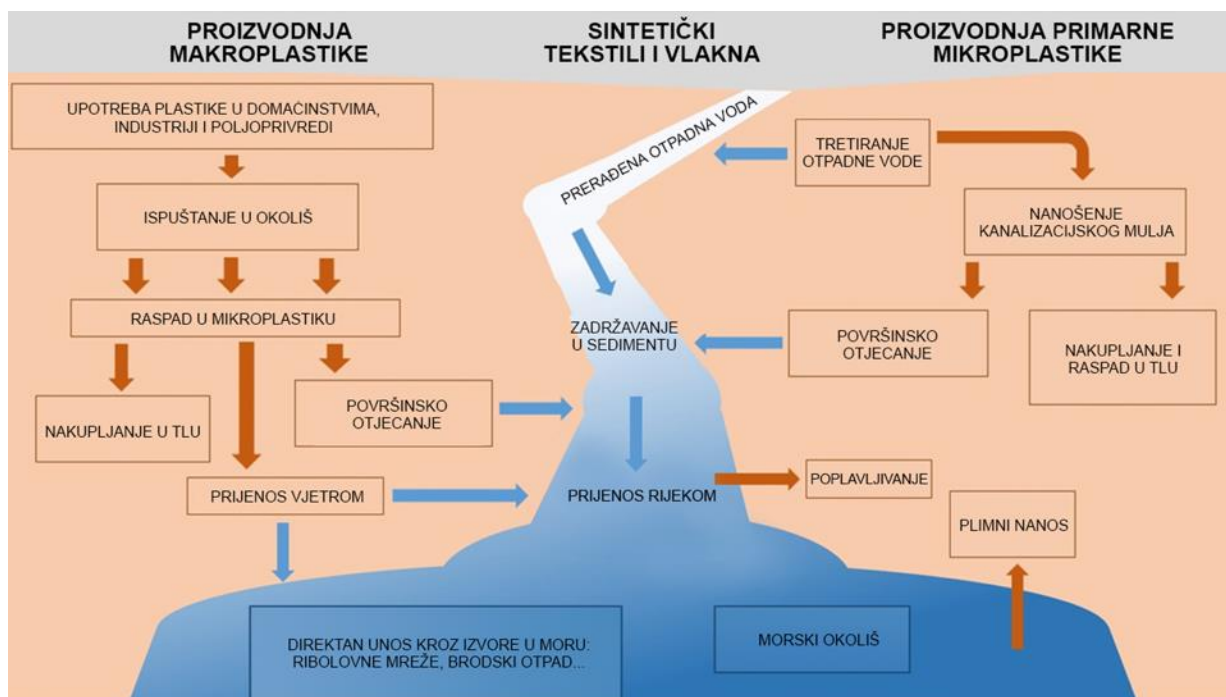 PROIZVODNJA
MAKROPLASTIKE
SINTETIČKI
TEKSTILI I VLAKNA
PROIZVODNJA PRIMARNE
MIKROPLASTIKE
UPOTREBA PLASTIKE U DOMAĆINSTVIMA,
INDUSTRIJI I POLJOPRIVREDI
PRERAĐENA OTPADNA VODA
TRETIRANJE
OTPADNE VODE
ISPUŠTANJE U OKOLIŠ
NANOŠENJE
KANALIZACIJSKOG MULJA
RASPAD U MIKROPLASTIKU
ZADRŽAVANJE
U SEDIMENTU
POVRŠINSKO
OTJECANJE
NAKUPLJANJE I
RASPAD U TLU
NAKUPLJANJE U TLU
POVRŠINSKO
OTJECANJE
PRIJENOS VJETROM
PRIJENOS RIJEKOM
POPLAVLJIVANJE
PLIMNI NANOS
DIREKTAN UNOS KROZ IZVORE U MORU:
RIBOLOVNE MREŽE, BRODSKI OTPAD...
MORSKI OKOLIŠ